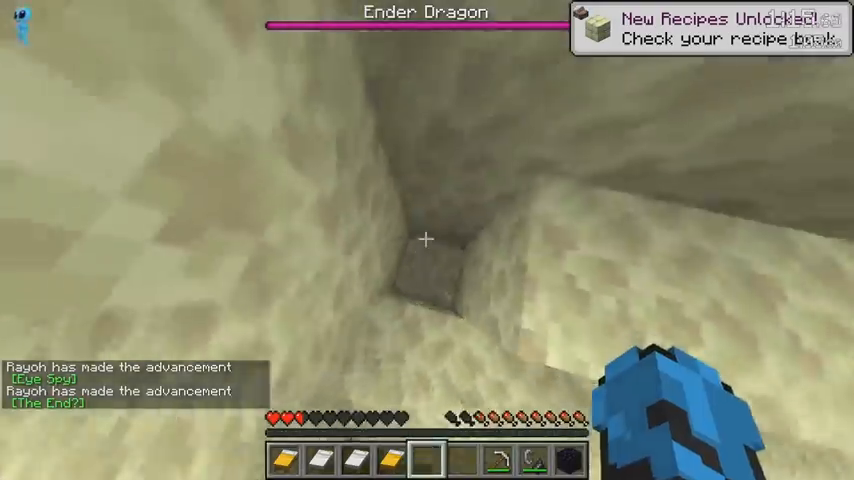 Ender Dragon
New Recipes Unlocked!
Check your recipe book
Rayoh has made the advancement
[Eye Spy]
Rayoh has made the advancement
[The End?]